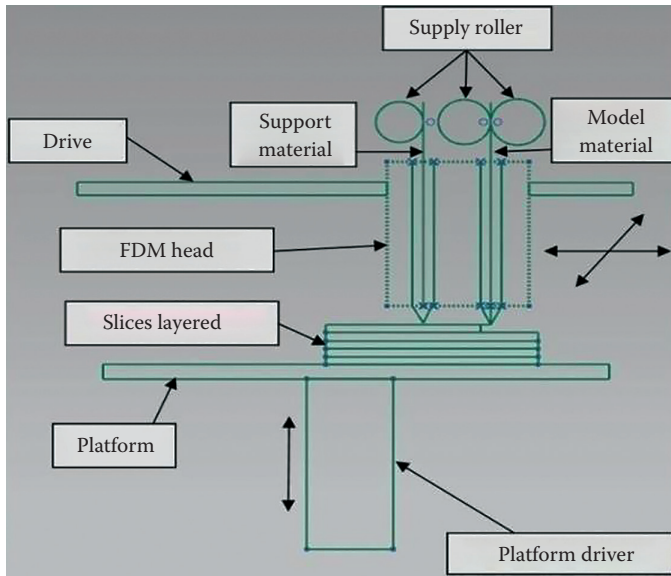 Supply roller
Support
material
Model
material
Drive
FDM head
Slices layered
Platform
Platform driver